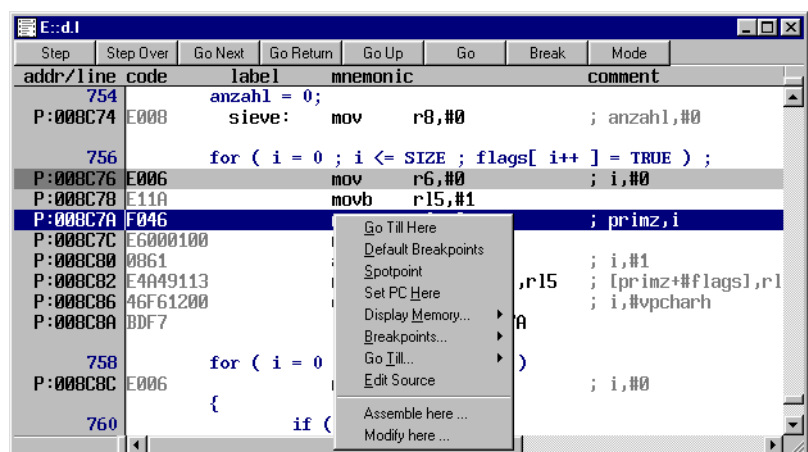 E::d.l
Step Step Over Go Next Go Return Go Up Go Break Mode
addr/line code label mnemonic comment
754 anzahl = 0;
P:008C74 E008 sieve: mov r8,#0 ; anzahl,#0
756 for ( i = 0 ; i <= SIZE ; flags[ i++ ] = TRUE ) ;
P:008C76 E006 mov r6,#0 ; i,#0
P:008C78 E11A movb rl5,#1
P:008C7A F046 ; primz,i
P:008C7C E6000100
P:008C80 0861 ; i,#1
P:008C82 E4A49113 ,rl5 ; [primz+#flags],rl
P:008C86 46F61200 ; i,#vpcharh
P:008C8A BDF7 A
758 for ( i = 0 )
P:008C8C E006 ; i,#0
{
760 if (
Go Till Here
Default Breakpoints
Spotpoint
Set PC Here
Display Memory...
Breakpoints...
Go Till...
Edit Source
Assemble here ...
Modify here ...